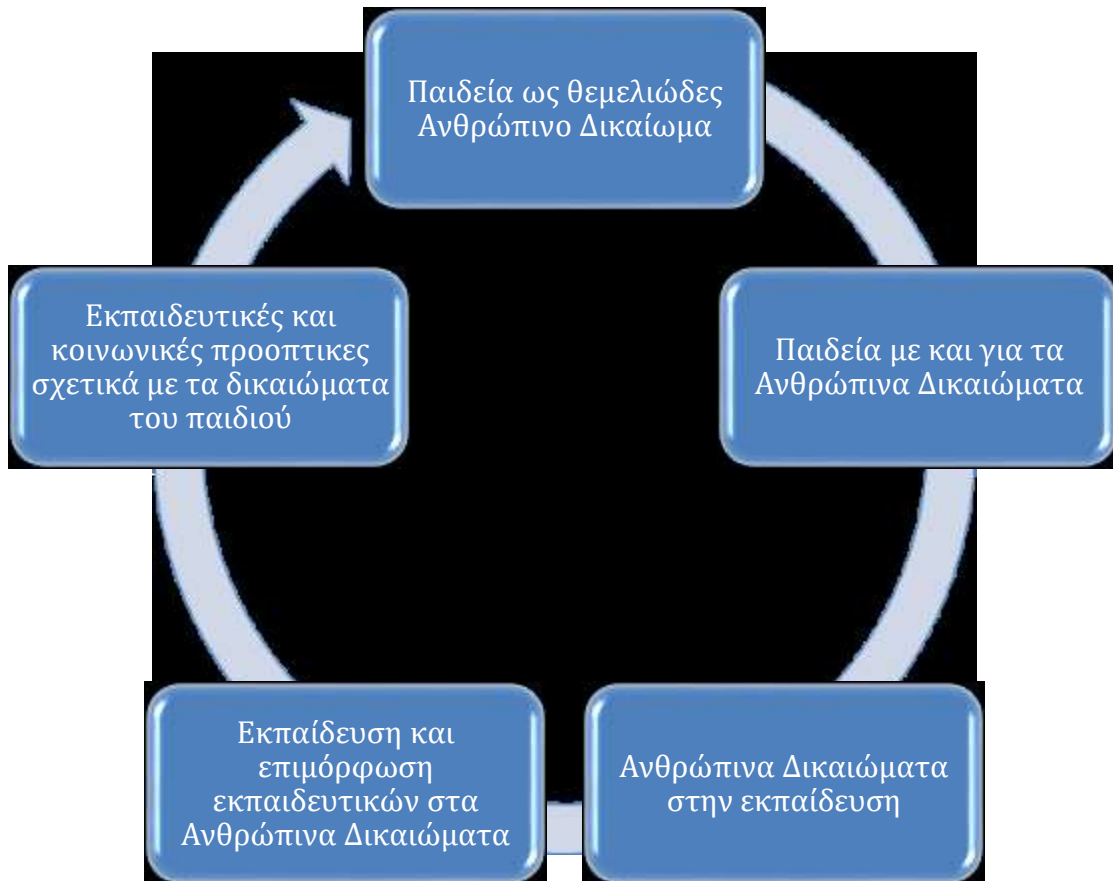 Παιδεία ως θεμελιώδες
Ανθρώπινο Δικαίωμα
Παιδεία με και για τα
Ανθρώπινα Δικαιώματα
Ανθρώπινα Δικαιώματα
στην εκπαίδευση
Εκπαίδευση και
επιμόρφωση
εκπαιδευτικών στα
Ανθρώπινα Δικαιώματα
Εκπαιδευτικές και
κοινωνικές προοπτικες
σχετικά με τα δικαιώματα
του παιδιού